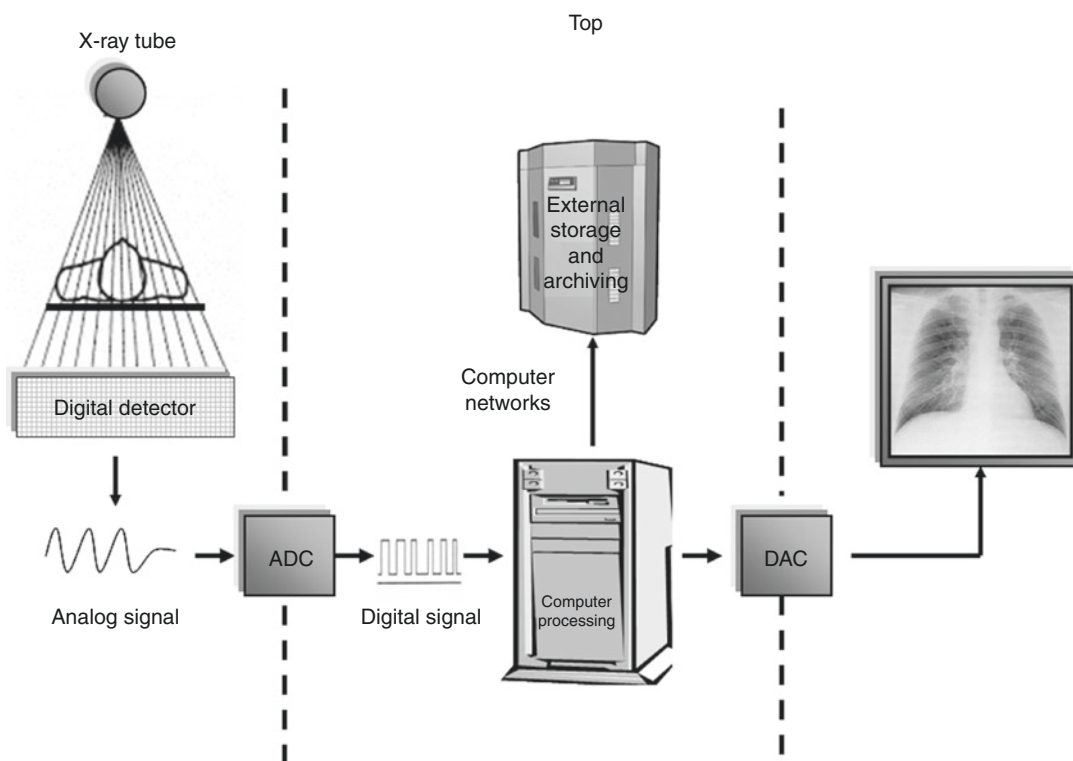 Top
X-ray tube
External
storage
and
archiving
Computer
networks
Digital detector
ADC
DAC
Analog signal
Digital signal
Computer
processing